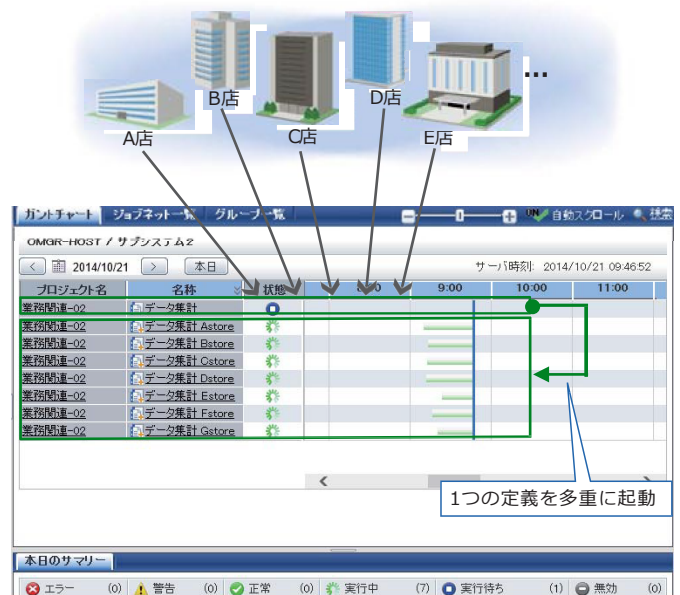 ...
B店
D店
A店
C店
E店
ガントチャート ジョブネット一覧 グループ一覧 ON 自動スクロール 検索
OMGR-HOST / サブシステム2
< 2014/10/21 > 本日 サーバ時刻: 2014/10/21 09:46:52
プロジェクト名 名称 状態 8:00 9:00 10:00 11:00
業務関連-02 データ集計
業務関連-02 データ集計 Astore
業務関連-02 データ集計 Bstore
業務関連-02 データ集計 Cstore
業務関連-02 データ集計 Dstore
業務関連-02 データ集計 Estore
業務関連-02 データ集計 Fstore
業務関連-02 データ集計 Gstore
1つの定義を多重に起動
本日のサマリー
エラー (0) 警告 (0) 正常 (0) 実行中 (7) 実行待ち (1) 無効 (0)